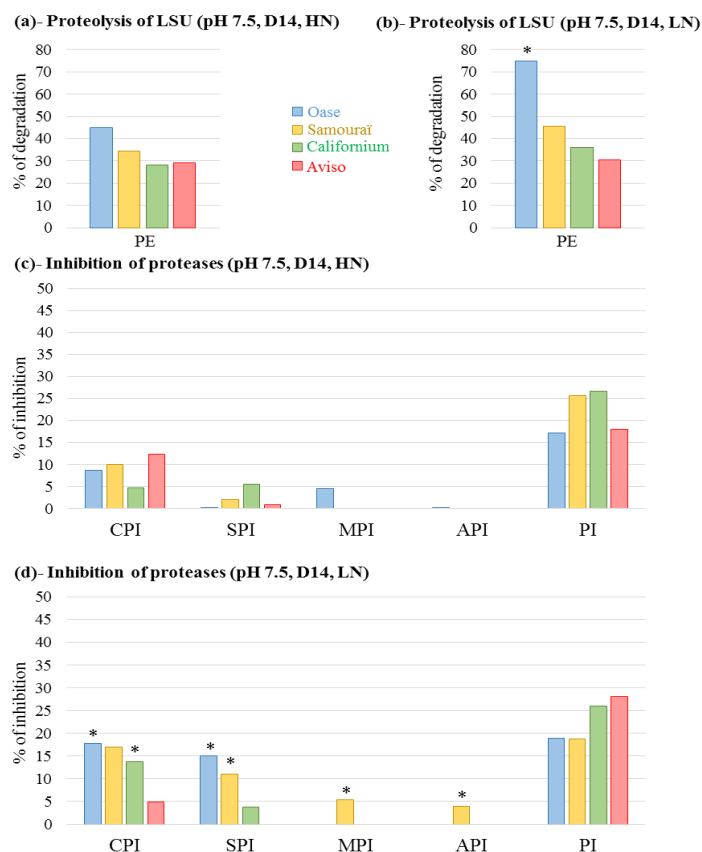 (a)- Proteolysis of LSU (pH 7.5, D14, HN)
% of degradation
80
70
60
50
40
30
20
10
0
PE
Oase
Samouraï
Californium
Aviso
(b)- Proteolysis of LSU (pH 7.5, D14, LN)
% of degradation
80
70
60
50
40
30
20
10
0
*
PE
(c)- Inhibition of proteases (pH 7.5, D14, HN)
% of inhibition
50
45
40
35
30
25
20
15
10
5
0
CPI SPI MPI API PI
(d)- Inhibition of proteases (pH 7.5, D14, LN)
% of inhibition
50
45
40
35
30
25
20
15
10
5
0
* * * * * *
CPI SPI MPI API PI